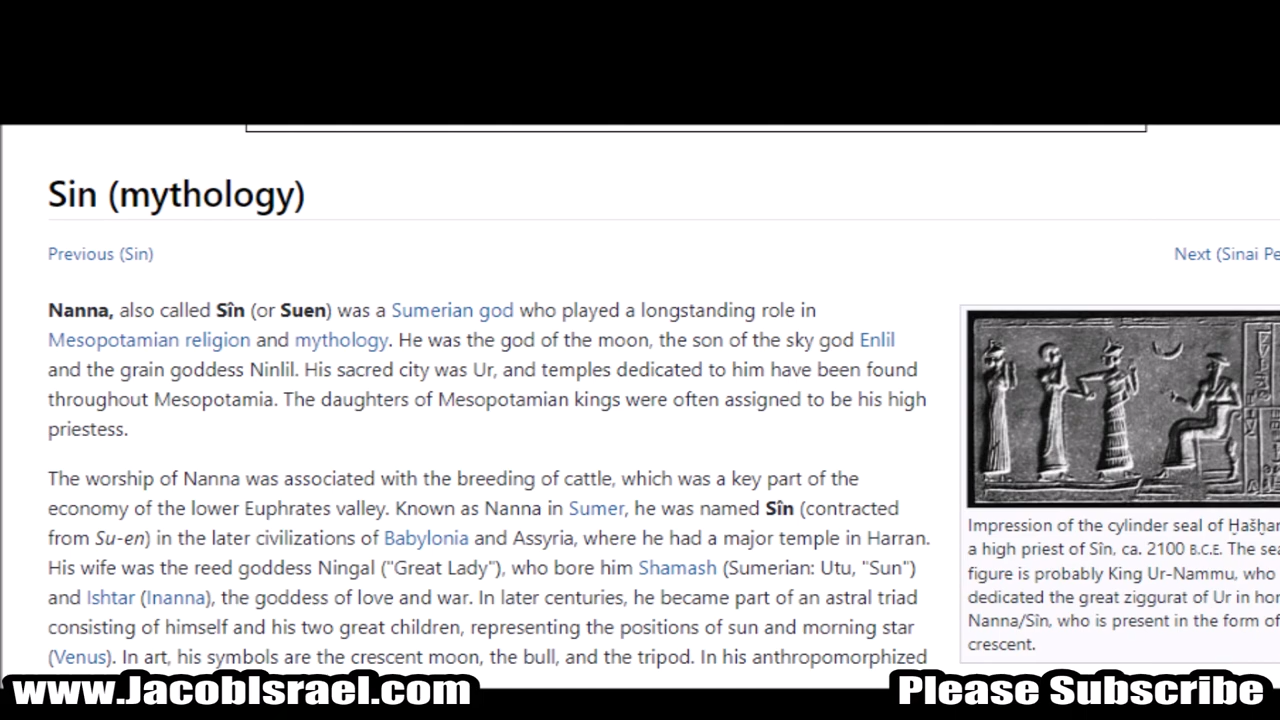 Sin (mythology)
Previous (Sin)
Next (Sinai Pe
Nanna, also called Sîn (or Suen) was a Sumerian god who played a longstanding role in
Mesopotamian religion and mythology. He was the god of the moon, the son of the sky god Enlil
and the grain goddess Ninlil. His sacred city was Ur, and temples dedicated to him have been found
throughout Mesopotamia. The daughters of Mesopotamian kings were often assigned to be his high
priestess.
The worship of Nanna was associated with the breeding of cattle, which was a key part of the
economy of the lower Euphrates valley. Known as Nanna in Sumer, he was named Sîn (contracted
from Su-en) in the later civilizations of Babylonia and Assyria, where he had a major temple in Harran.
His wife was the reed goddess Ningal ("Great Lady"), who bore him Shamash (Sumerian: Utu, "Sun")
and Ishtar (Inanna), the goddess of love and war. In later centuries, he became part of an astral triad
consisting of himself and his two great children, representing the positions of sun and morning star
(Venus). In art, his symbols are the crescent moon, the bull, and the tripod. In his anthropomorphized
Impression of the cylinder seal of Ḫašḫam
a high priest of Sîn, ca. 2100 B.C.E. The sea
figure is probably King Ur-Nammu, who
dedicated the great ziggurat of Ur in hon
Nanna/Sîn, who is present in the form of
crescent.
www.JacobIsrael.com
Please Subscribe